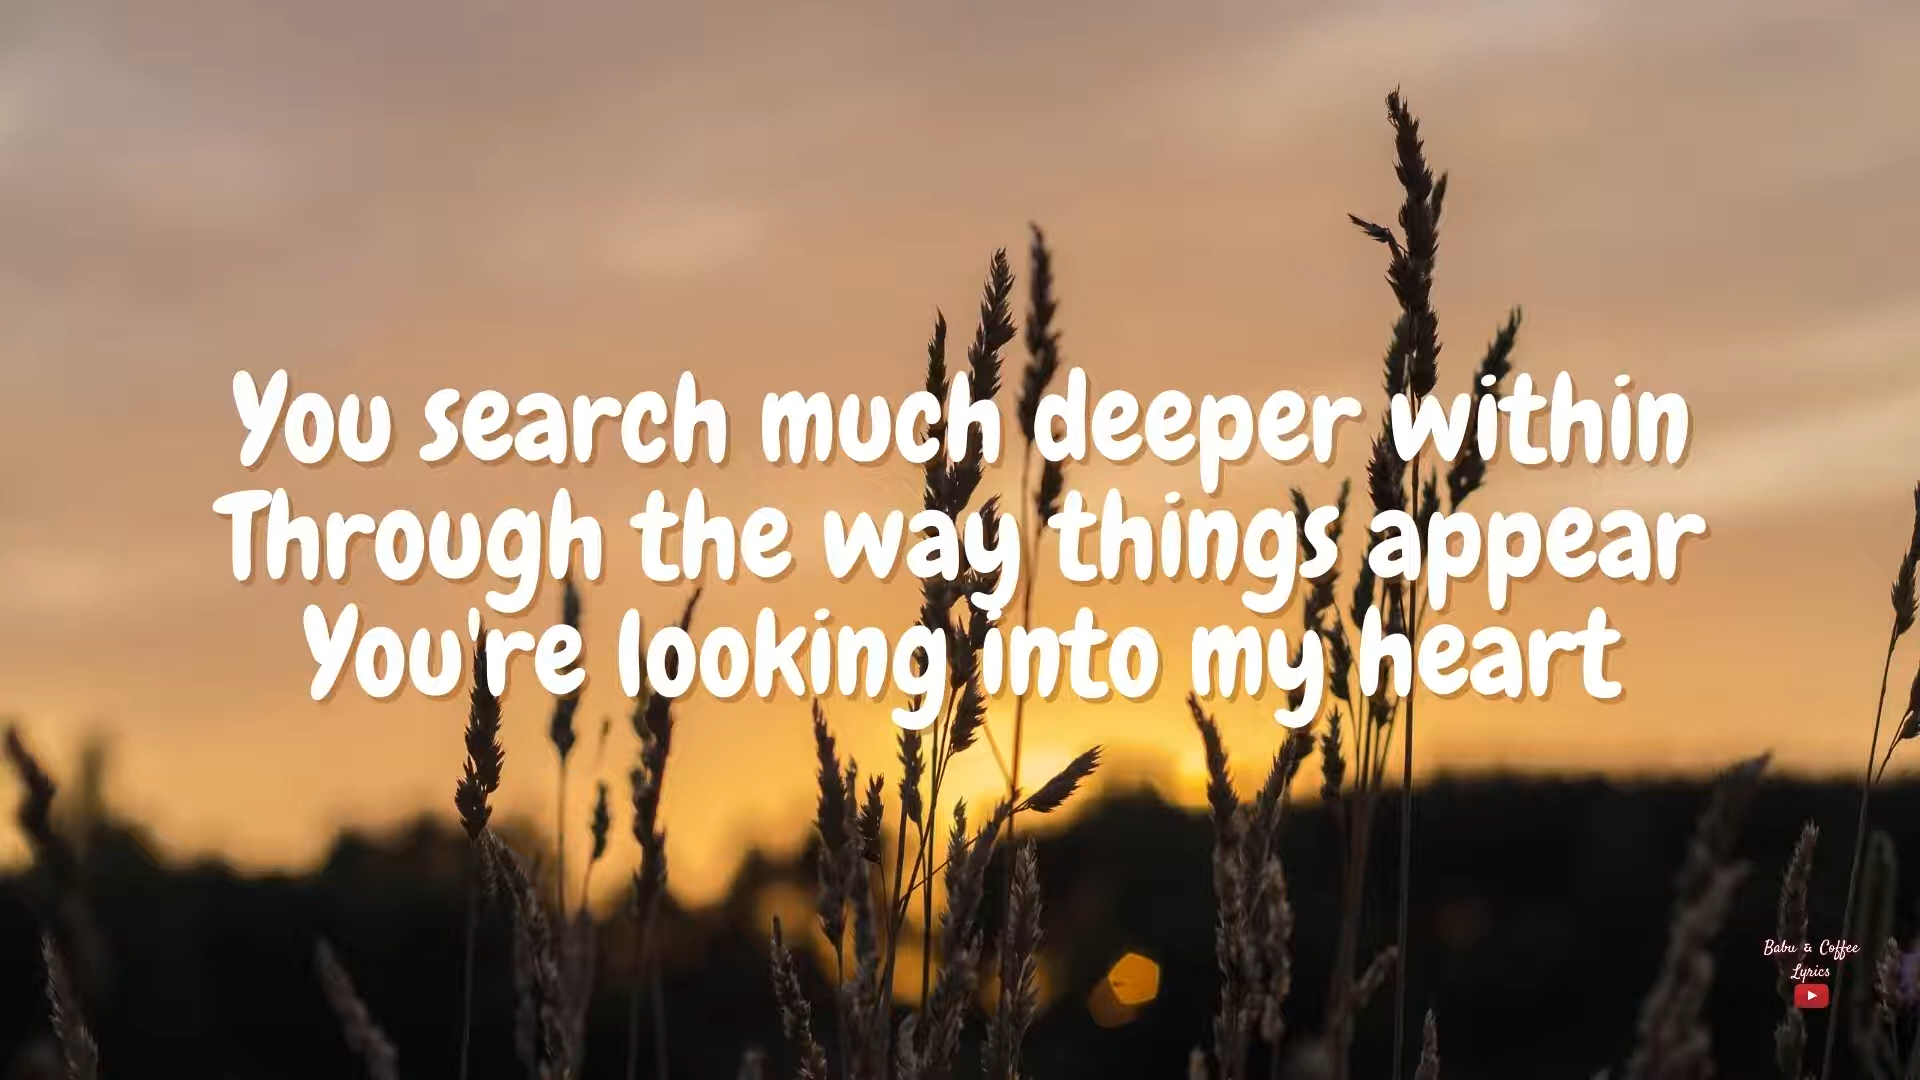 You search much deeper within
Through the way things appear
You're looking into my heart
Babu & Coffee
Lyrics